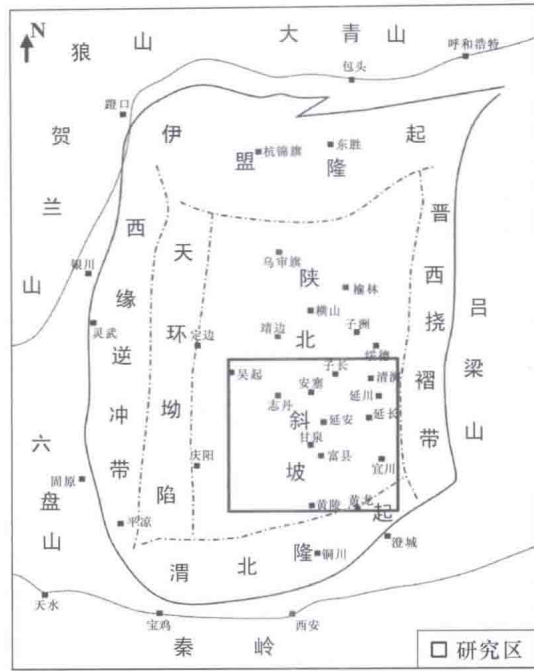 N
狼山
大青山
呼和浩特
包头
磴口
贺兰山
伊盟隆起
杭锦旗
东胜
西缘逆冲带
天环坳陷
陕北斜坡
晋西挠褶带
吕梁山
银川
乌审旗
榆林
横山
灵武
定边
靖边
子洲
绥德
吴起
子长
清涧
安塞
志丹
延川
延安
延长
甘泉
庆阳
富县
宜川
六盘山
固原
黄陵
黄龙
平凉
渭北隆起
铜川
澄城
天水
宝鸡
西安
秦岭
研究区